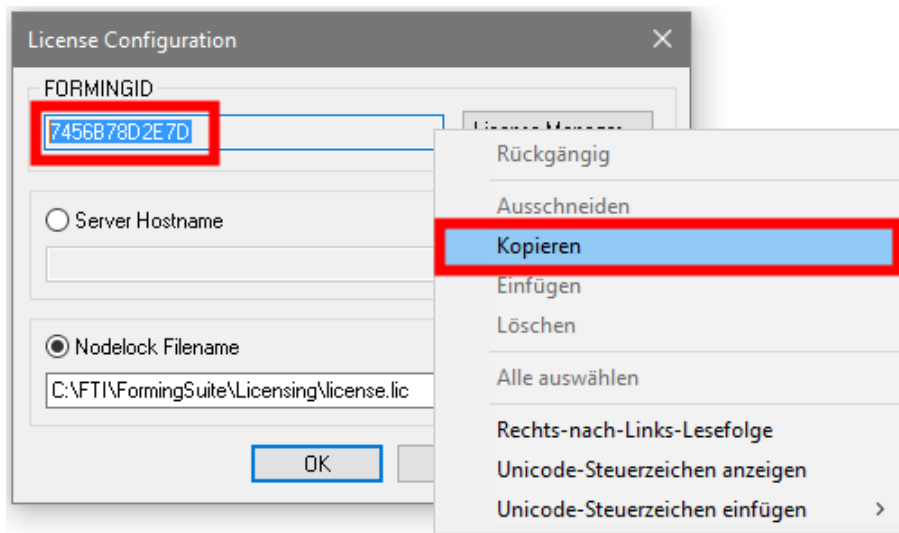 License Configuration
FORMINGID
7456B78D2E7D
Server Hostname
Nodelock Filename
C:\FTI\FormingSuite\Licensing\license.lic
OK
Rückgängig
Ausschneiden
Kopieren
Einfügen
Löschen
Alle auswählen
Rechts-nach-Links-Lesefolge
Unicode-Steuerzeichen anzeigen
Unicode-Steuerzeichen einfügen